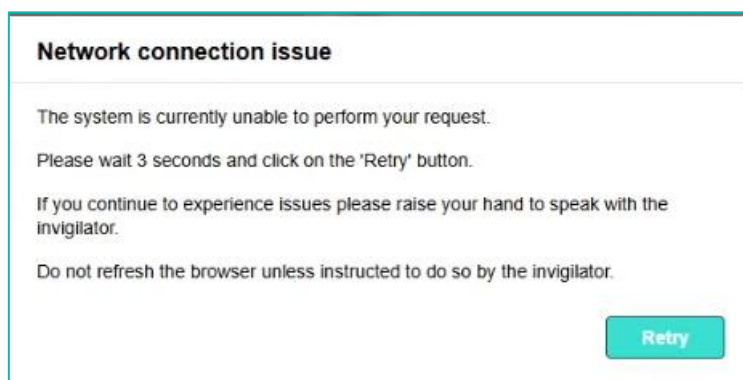 Network connection issue
The system is currently unable to perform your request.
Please wait 3 seconds and click on the 'Retry' button.
If you continue to experience issues please raise your hand to speak with the
invigilator.
Do not refresh the browser unless instructed to do so by the invigilator.
Retry